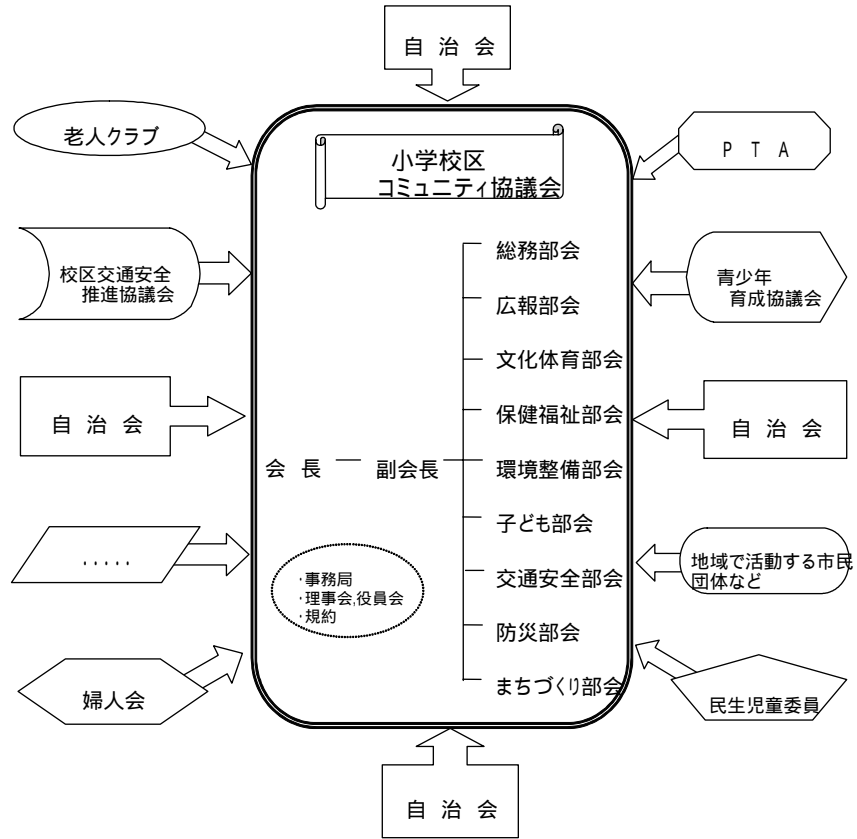 自 治 会
老人クラブ
P T A
小学校区
コミュニティ協議会
校区交通安全
推進協議会
青少年
育成協議会
総務部会
広報部会
文化体育部会
保健福祉部会
自 治 会
自 治 会
会 長 ― 副会長
環境整備部会
子ども部会
交通安全部会
防災部会
まちづくり部会
・・・・・
・事務局
・理事会,役員会
・規約
地域で活動する市民
団体など
婦人会
民生児童委員
自 治 会